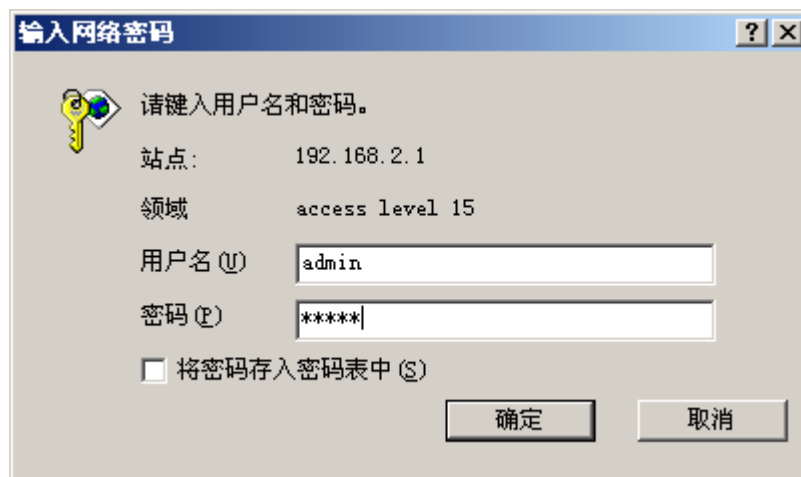 输入网络密码
请键入用户名和密码。
站点: 192.168.2.1
领域 access level 15
用户名(U) admin
密码(P) *****
将密码存入密码表中(S)
确定 取消